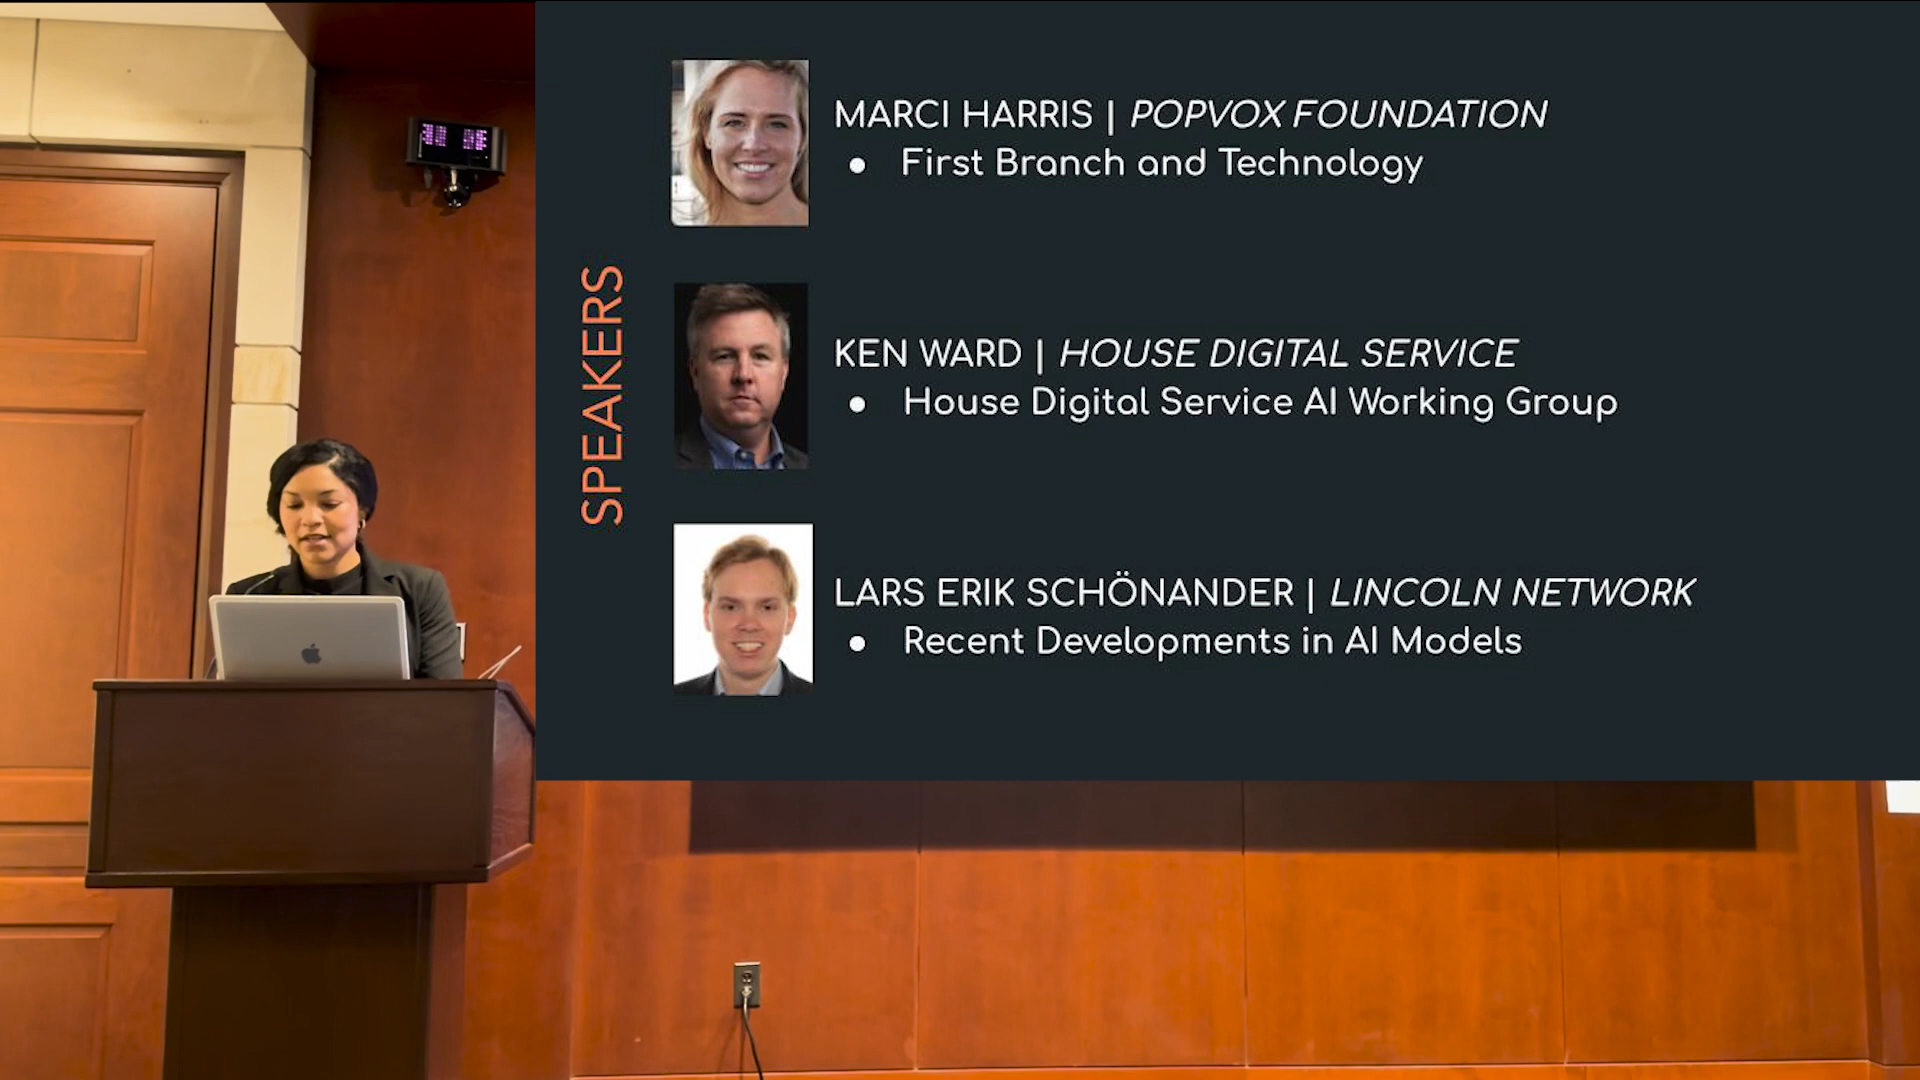 SPEAKERS
MARCI HARRIS | POPVOX FOUNDATION
● First Branch and Technology
KEN WARD | HOUSE DIGITAL SERVICE
● House Digital Service AI Working Group
LARS ERIK SCHÖNANDER | LINCOLN NETWORK
● Recent Developments in AI Models